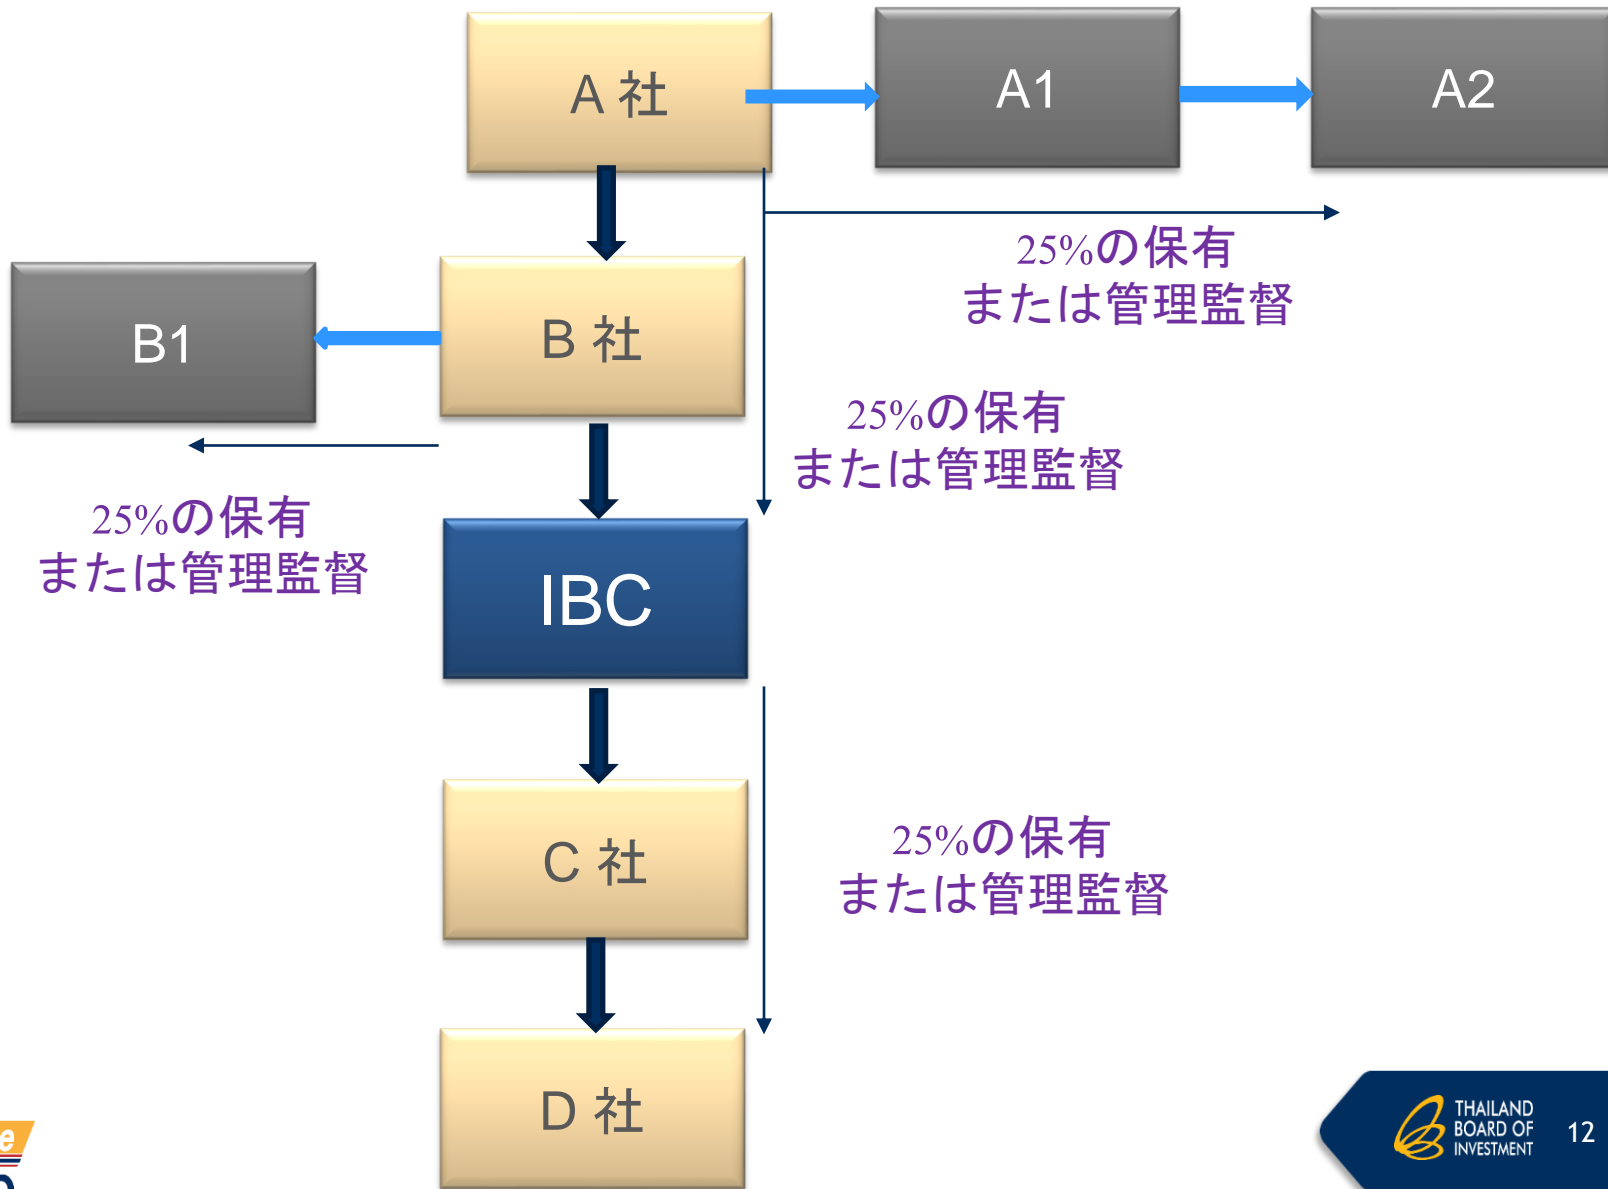 A 社
A1
A2
25%の保有
または管理監督
B1
B 社
25%の保有
または管理監督
25%の保有
または管理監督
IBC
C 社
25%の保有
または管理監督
D 社
THAILAND
BOARD OF
INVESTMENT
12
e